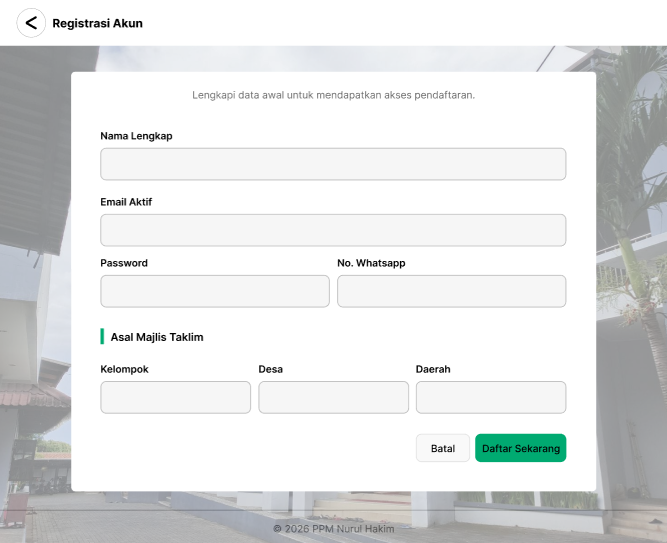 Registrasi Akun
Lengkapi data awal untuk mendapatkan akses pendaftaran.
Nama Lengkap
Email Aktif
Password No. Whatsapp
Asal Majlis Taklim
Kelompok Desa Daerah
Batal Daftar Sekarang
© 2026 PPM Nurul Hakim